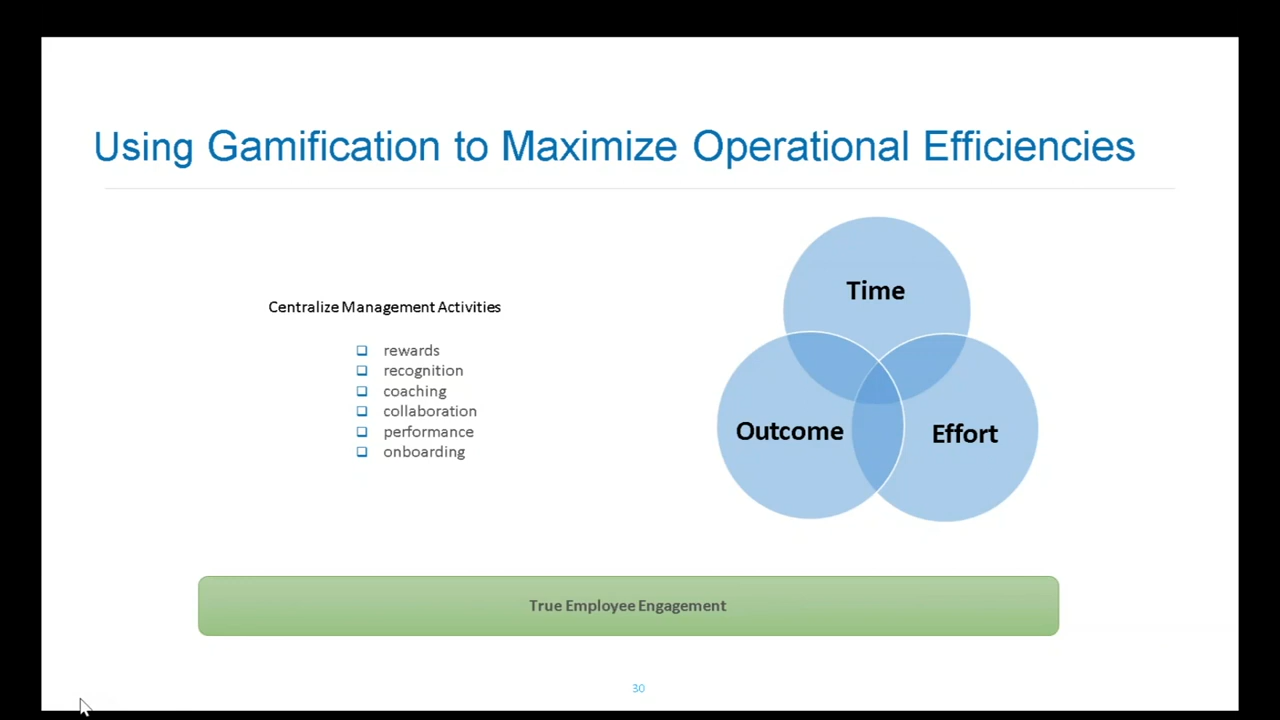 Using Gamification to Maximize Operational Efficiencies
Centralize Management Activities
rewards
recognition
coaching
collaboration
performance
onboarding
Time
Outcome
Effort
True Employee Engagement
30